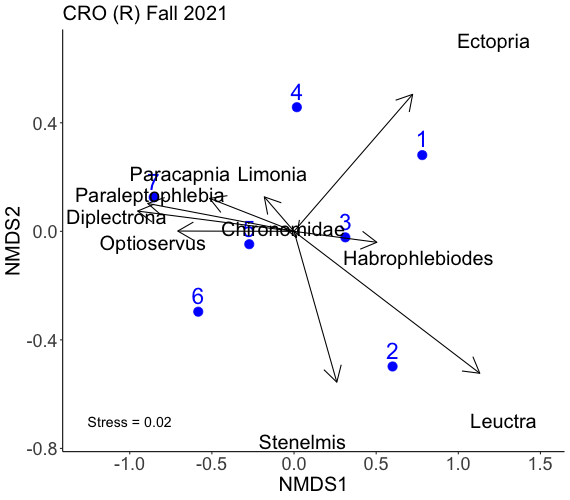 CRO (R) Fall 2021
Ectopria
4
0.4
1
Paracapnia Limonia
7
Paraleptophlebia
Diplectrona
3
0.0
Chironomidae
5
Optioservus
Habrophlebiodes
NMDS2
6
-0.4
2
Stress = 0.02
Leuctra
Stenelmis
-0.8
-1.0 -0.5 0.0 0.5 1.0 1.5
NMDS1